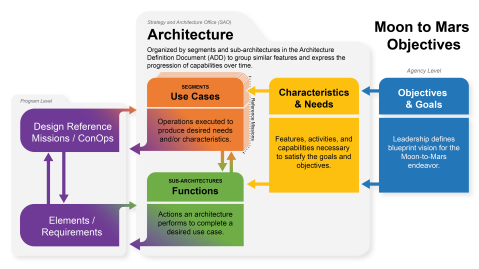 Strategy and Architecture Office (SAO)
Architecture
Organized by segments and sub-architectures in the Architecture
Definition Document (ADD) to group similar features and express the
progression of capabilities over time.
Moon to Mars
Objectives
Agency Level
Program Level
Design Reference
Missions / ConOps
Elements /
Requirements
SEGMENTS
Use Cases
Operations executed to
produce desired needs
and/or characteristics.
Reference Missions
SUB-ARCHITECTURES
Functions
Actions an architecture
performs to complete a
desired use case.
Characteristics
& Needs
Features, activities, and
capabilities necessary
to satisfy the goals and
objectives.
Objectives
& Goals
Leadership defines
blueprint vision for the
Moon-to-Mars
endeavor.